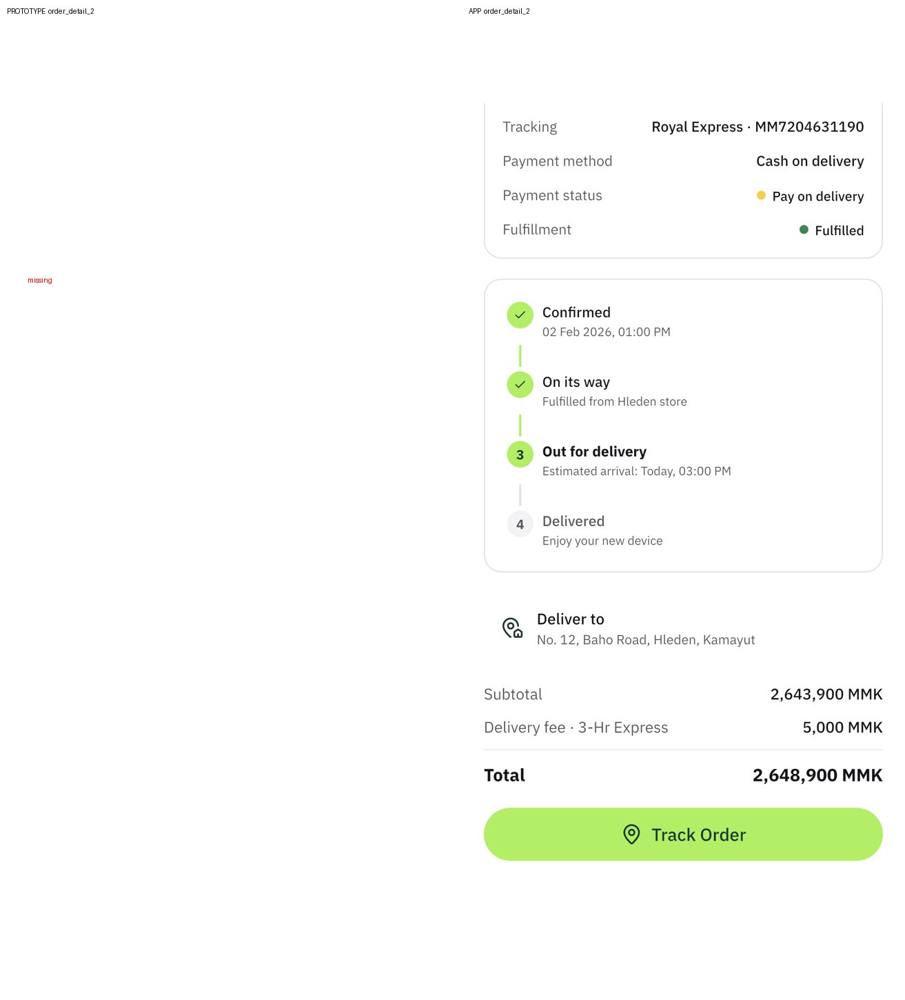 PROTOTYPE order_detail_2
APP order_detail_2
missing
Tracking
Royal Express · MM7204631190
Payment method
Cash on delivery
Payment status
Pay on delivery
Fulfillment
Fulfilled
Confirmed
02 Feb 2026, 01:00 PM
On its way
Fulfilled from Hleden store
3
Out for delivery
Estimated arrival: Today, 03:00 PM
4
Delivered
Enjoy your new device
Deliver to
No. 12, Baho Road, Hleden, Kamayut
Subtotal
2,643,900 MMK
Delivery fee · 3-Hr Express
5,000 MMK
Total
2,648,900 MMK
Track Order